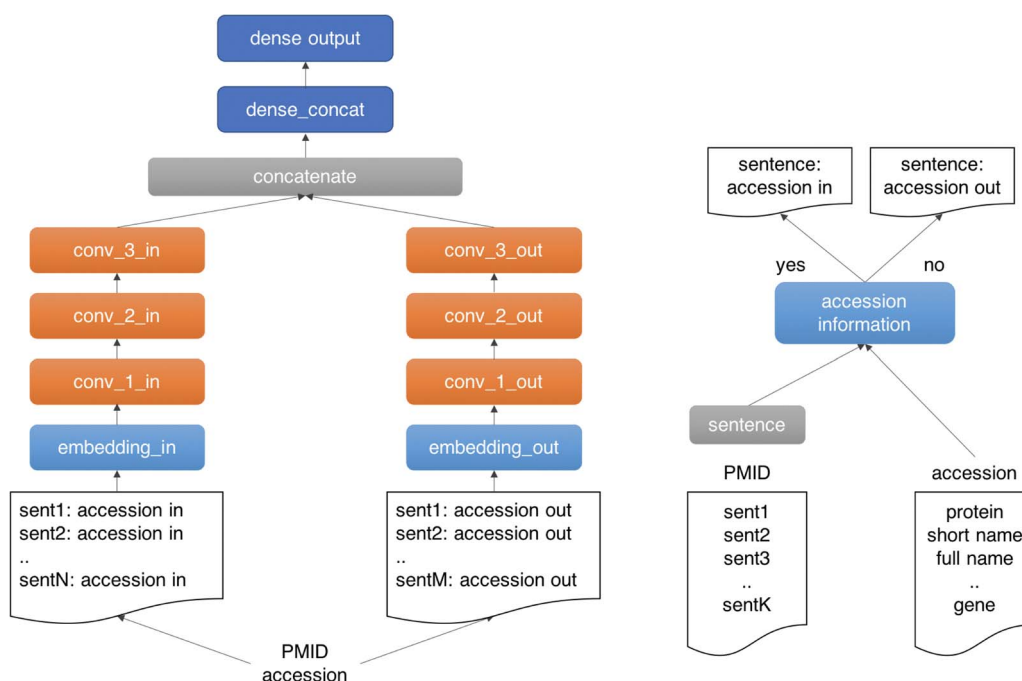 dense output
dense_concat
concatenate
conv_3_in
conv_2_in
conv_1_in
embedding_in
sent1: accession in
sent2: accession in
..
sentN: accession in
conv_3_out
conv_2_out
conv_1_out
embedding_out
sent1: accession out
sent2: accession out
..
sentM: accession out
PMID
accession
sentence:
accession in
sentence:
accession out
yes
no
accession
information
sentence
PMID
sent1
sent2
sent3
..
sentK
accession
protein
short name
full name
..
gene